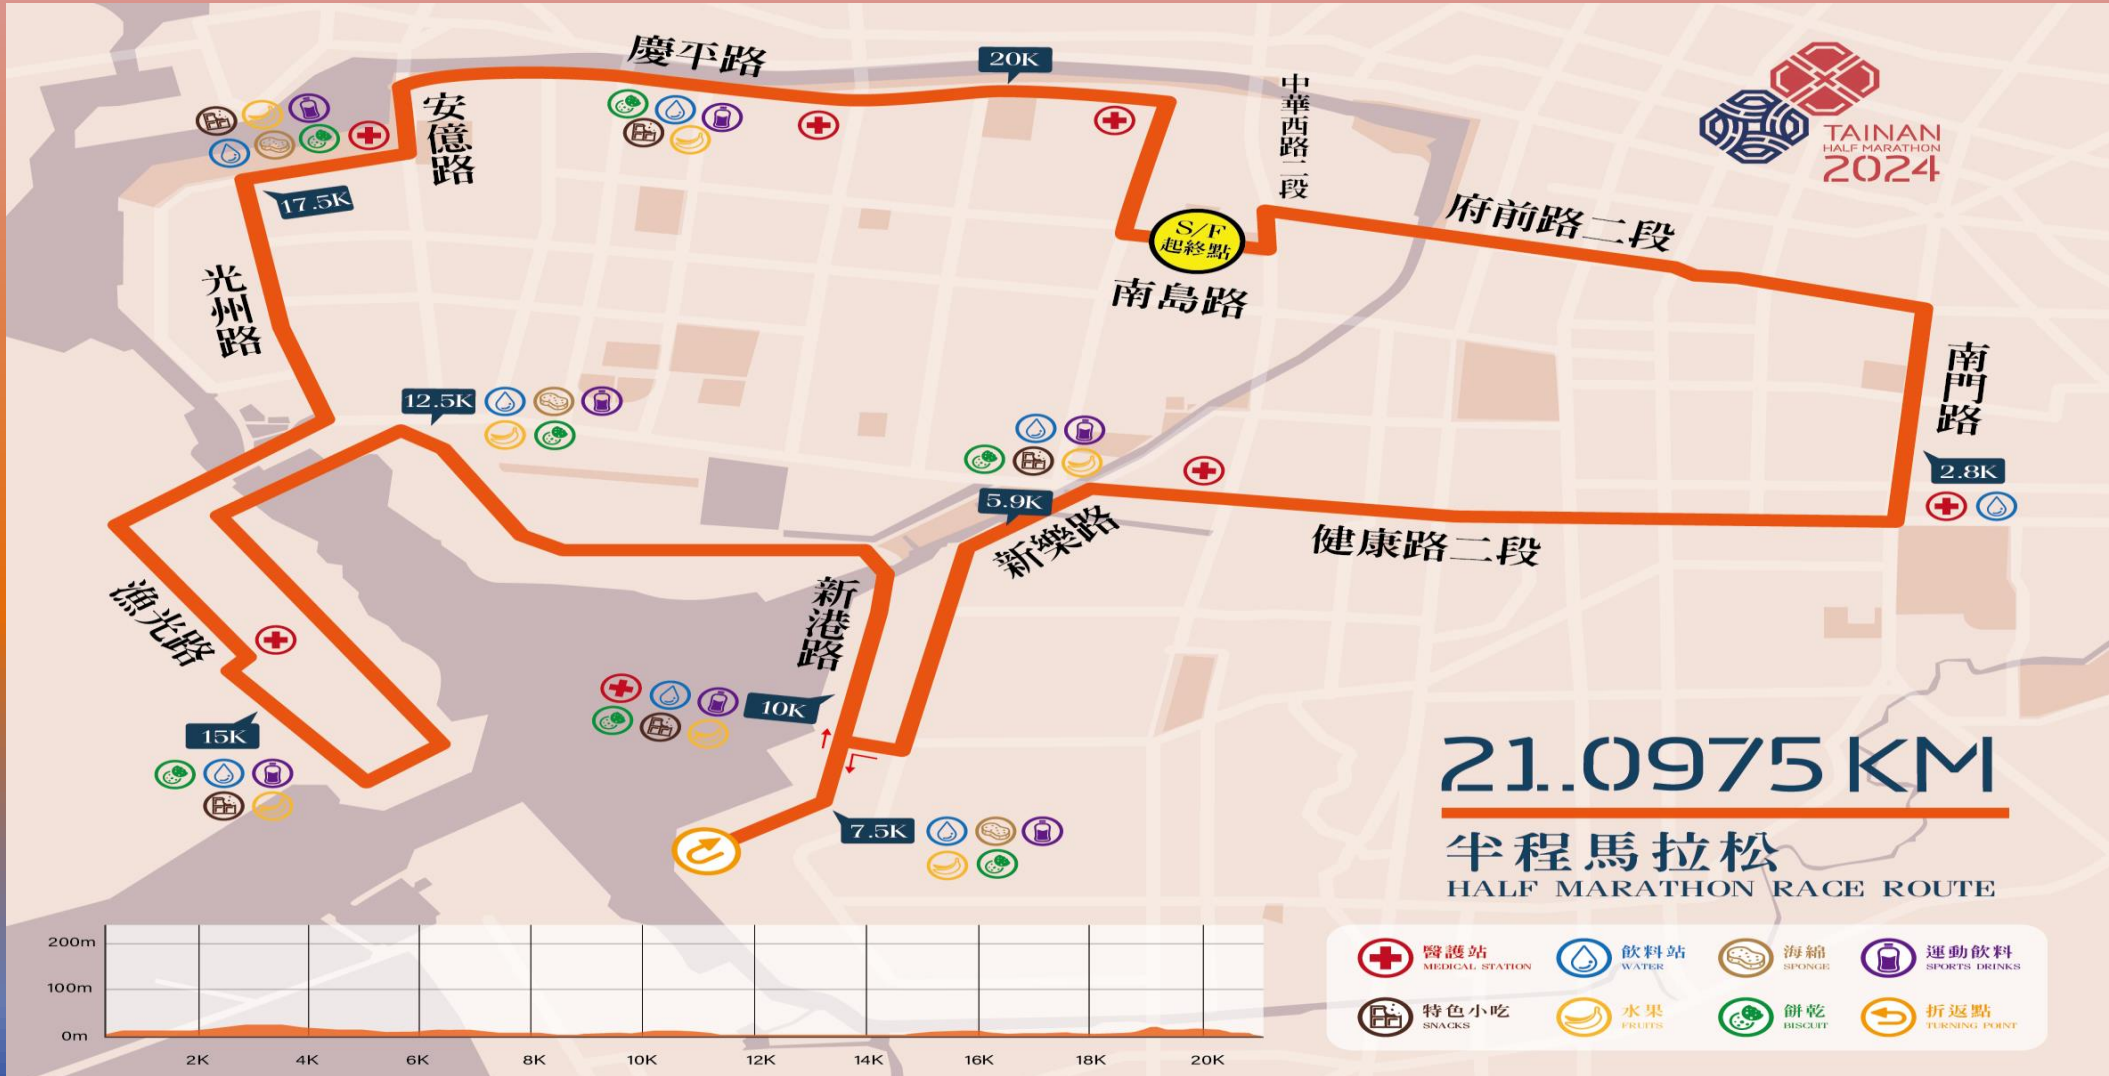 慶平路
20K
中華西路二段
TAINAN
HALF MARATHON
2024
安億路
17.5K
S/F
起終點
府前路二段
南島路
光州路
南門路
12.5K
2.8K
5.9K
新樂路
健康路二段
漁光路
新港路
10K
15K
7.5K
21.0975KM
半程馬拉松
HALF MARATHON RACE ROUTE
200m
100m
0m
2K 4K 6K 8K 10K 12K 14K 16K 18K 20K
醫護站
MEDICAL STATION
飲料站
WATER
海綿
SPONGE
運動飲料
SPORTS DRINKS
特色小吃
SNACKS
水果
FRUITS
餅乾
BISCUIT
折返點
TURNING POINT